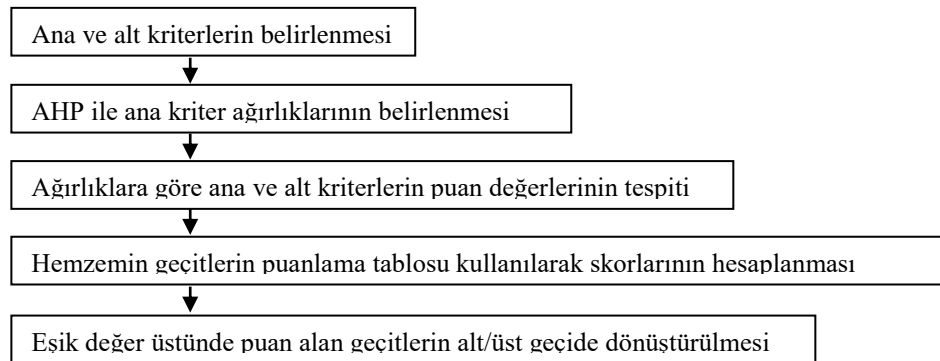 Ana ve alt kriterlerin belirlenmesi
AHP ile ana kriter ağırlıklarının belirlenmesi
Ağırlıklara göre ana ve alt kriterlerin puan değerlerinin tespiti
Hemzemin geçitlerin puanlama tablosu kullanılarak skorlarının hesaplanması
Eşik değer üstünde puan alan geçitlerin alt/üst geçide dönüştürülmesi